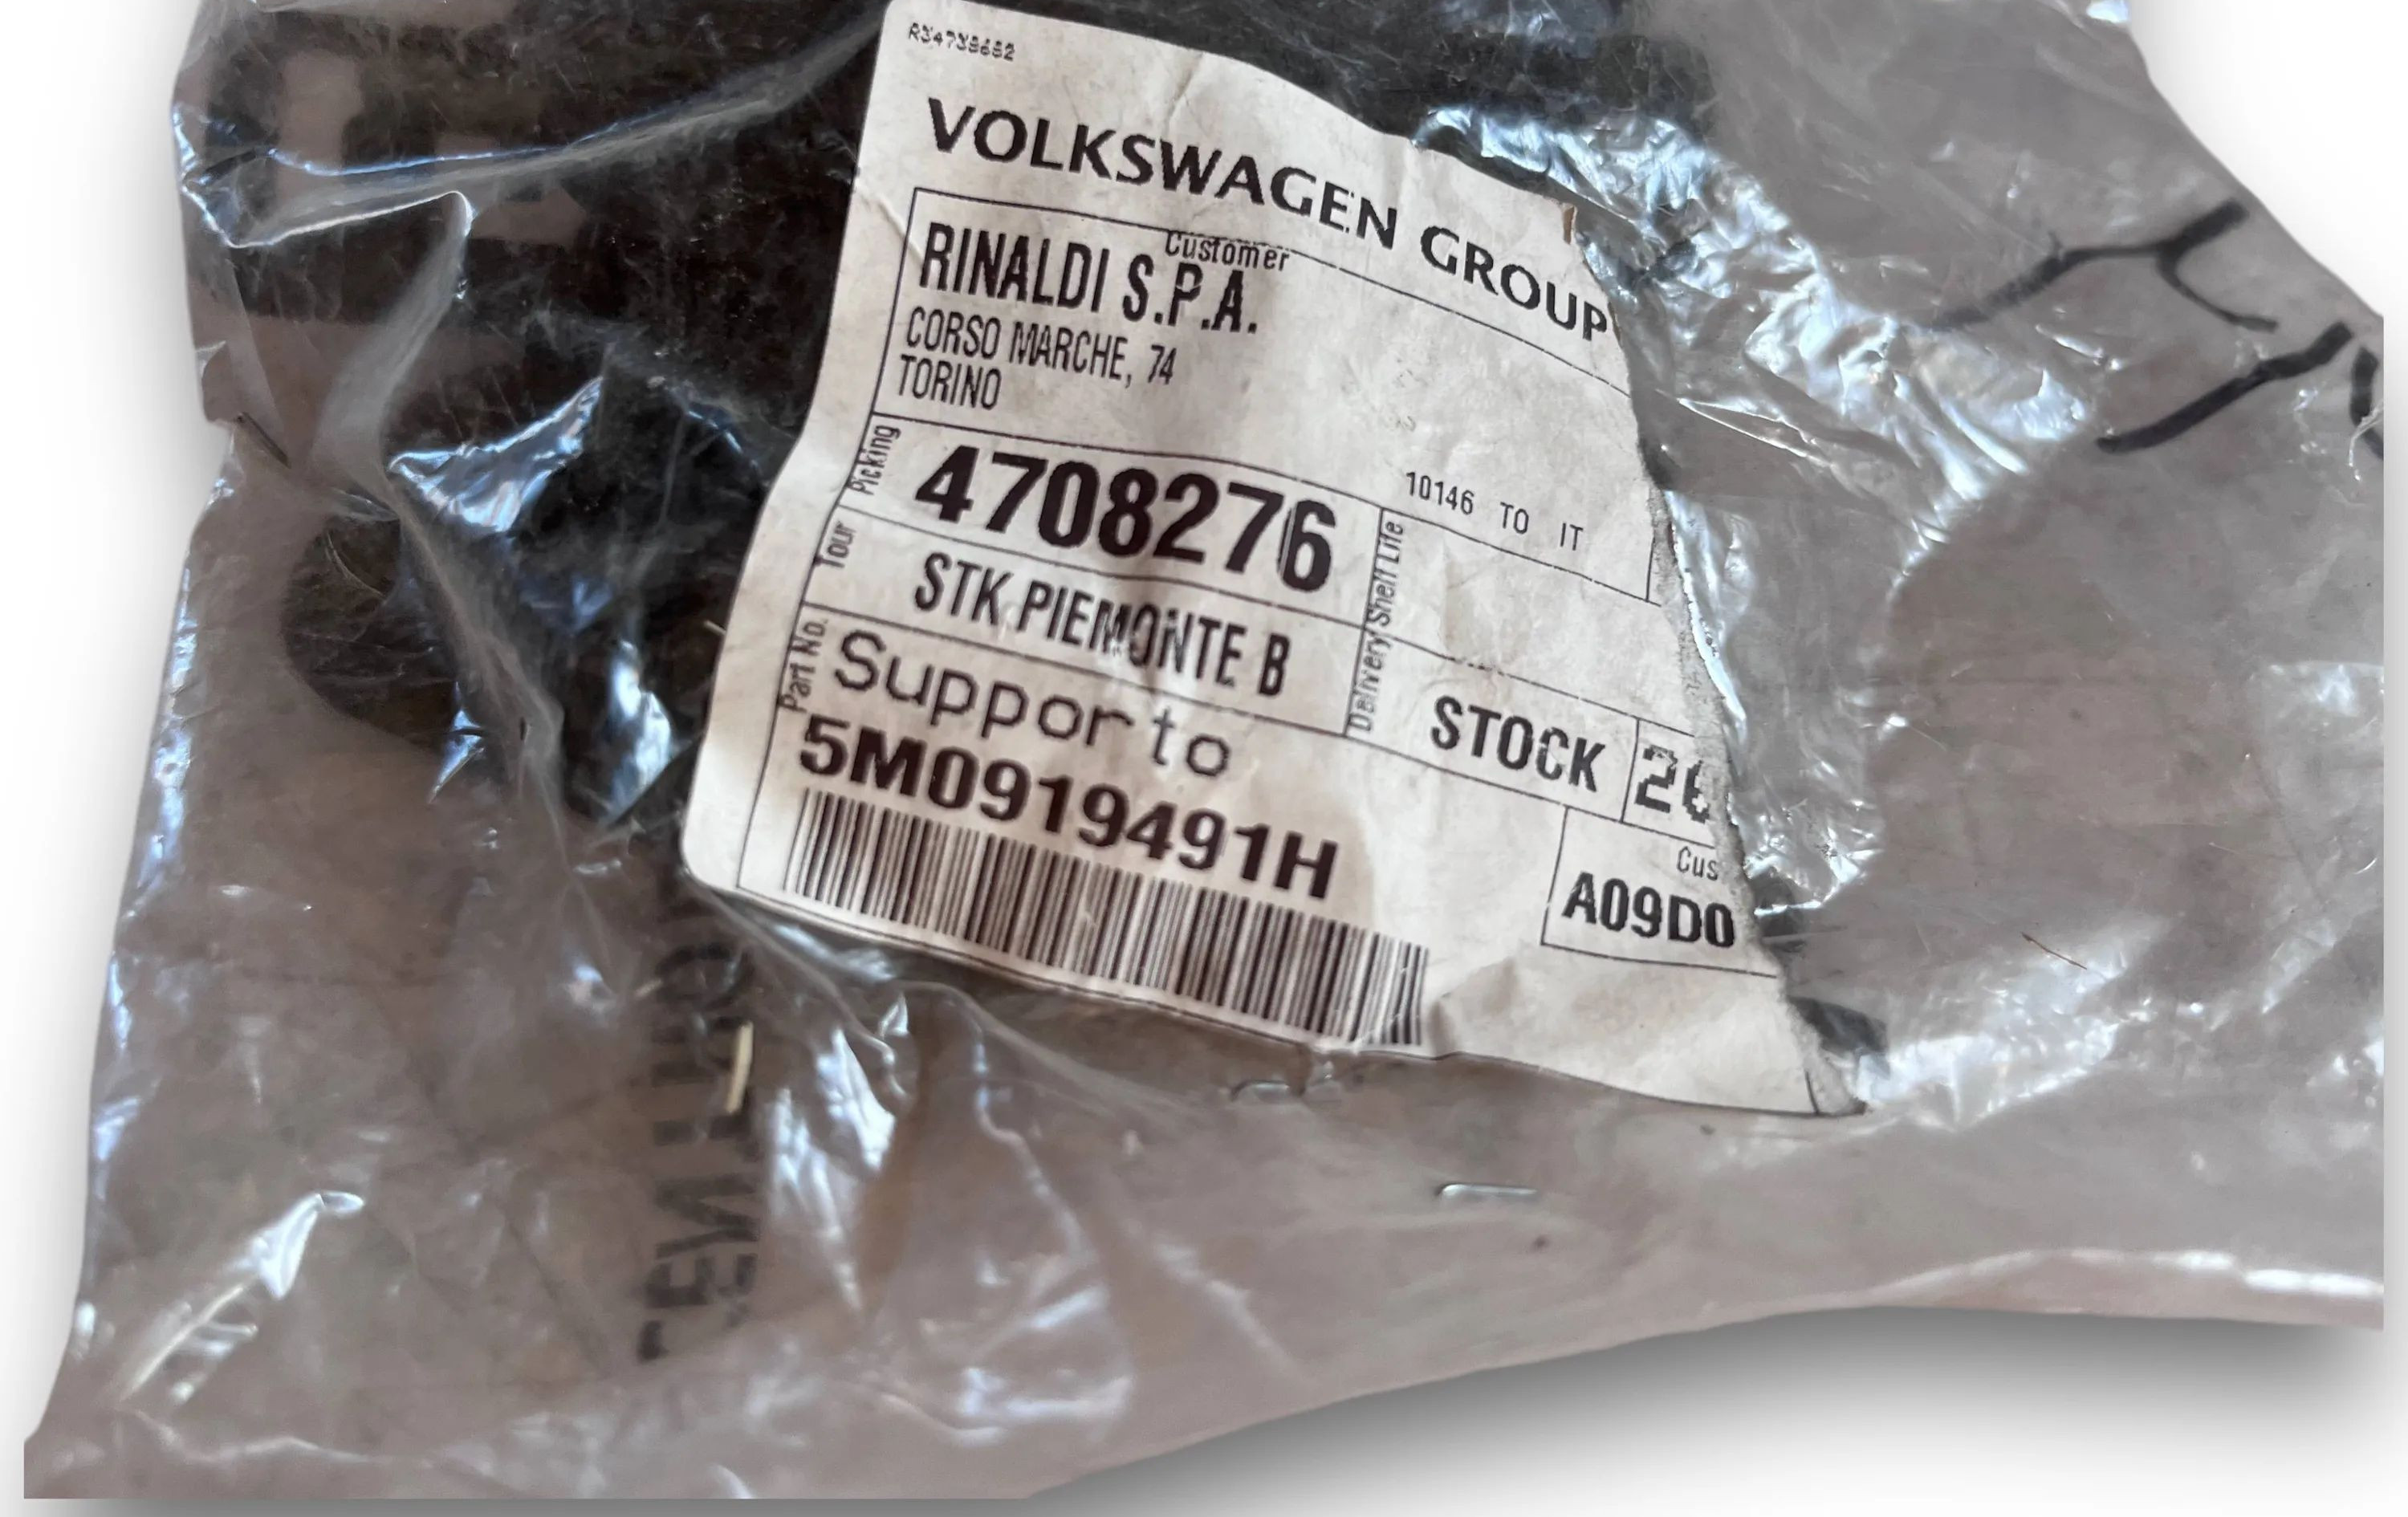 R34738682
VOLKSWAGEN GROUP
Customer
RINALDI S.P.A.
CORSO MARCHE, 74
TORINO
10146 TO IT
Picking
4708276
Delivery Shelf Life
Tour
STK PIEMONTE B
STOCK
Part No.
Supporto
5M0919491H
A09D0